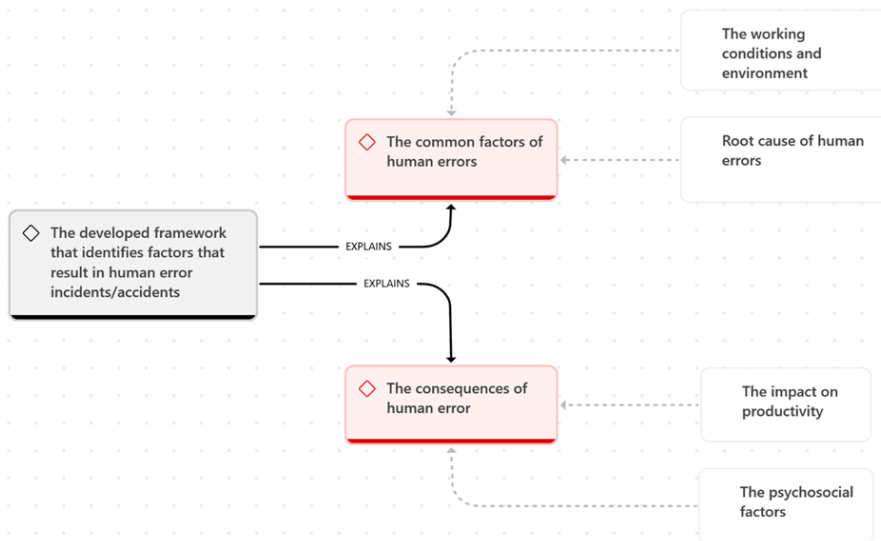 The working
conditions and
environment
The common factors of
human errors
Root cause of human
errors
The developed framework
that identifies factors that
result in human error
incidents/accidents
EXPLAINS
EXPLAINS
The consequences of
human error
The impact on
productivity
The psychosocial
factors